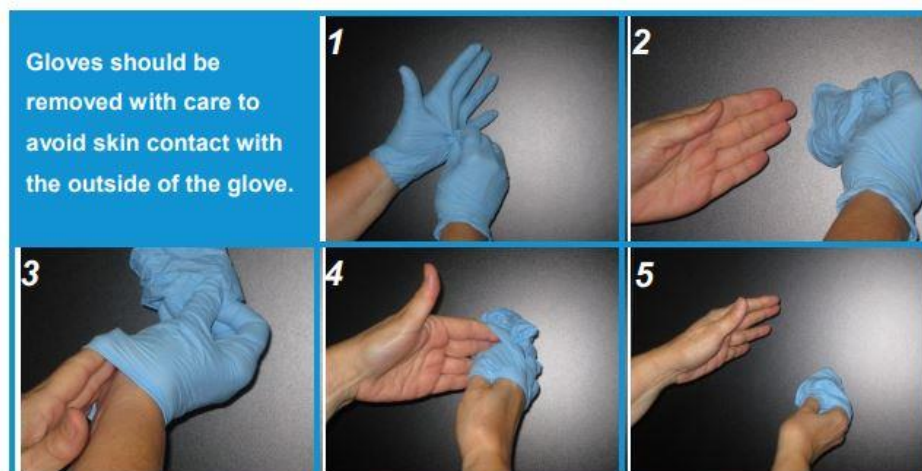 Gloves should be
removed with care to
avoid skin contact with
the outside of the glove.
1
2
3
4
5